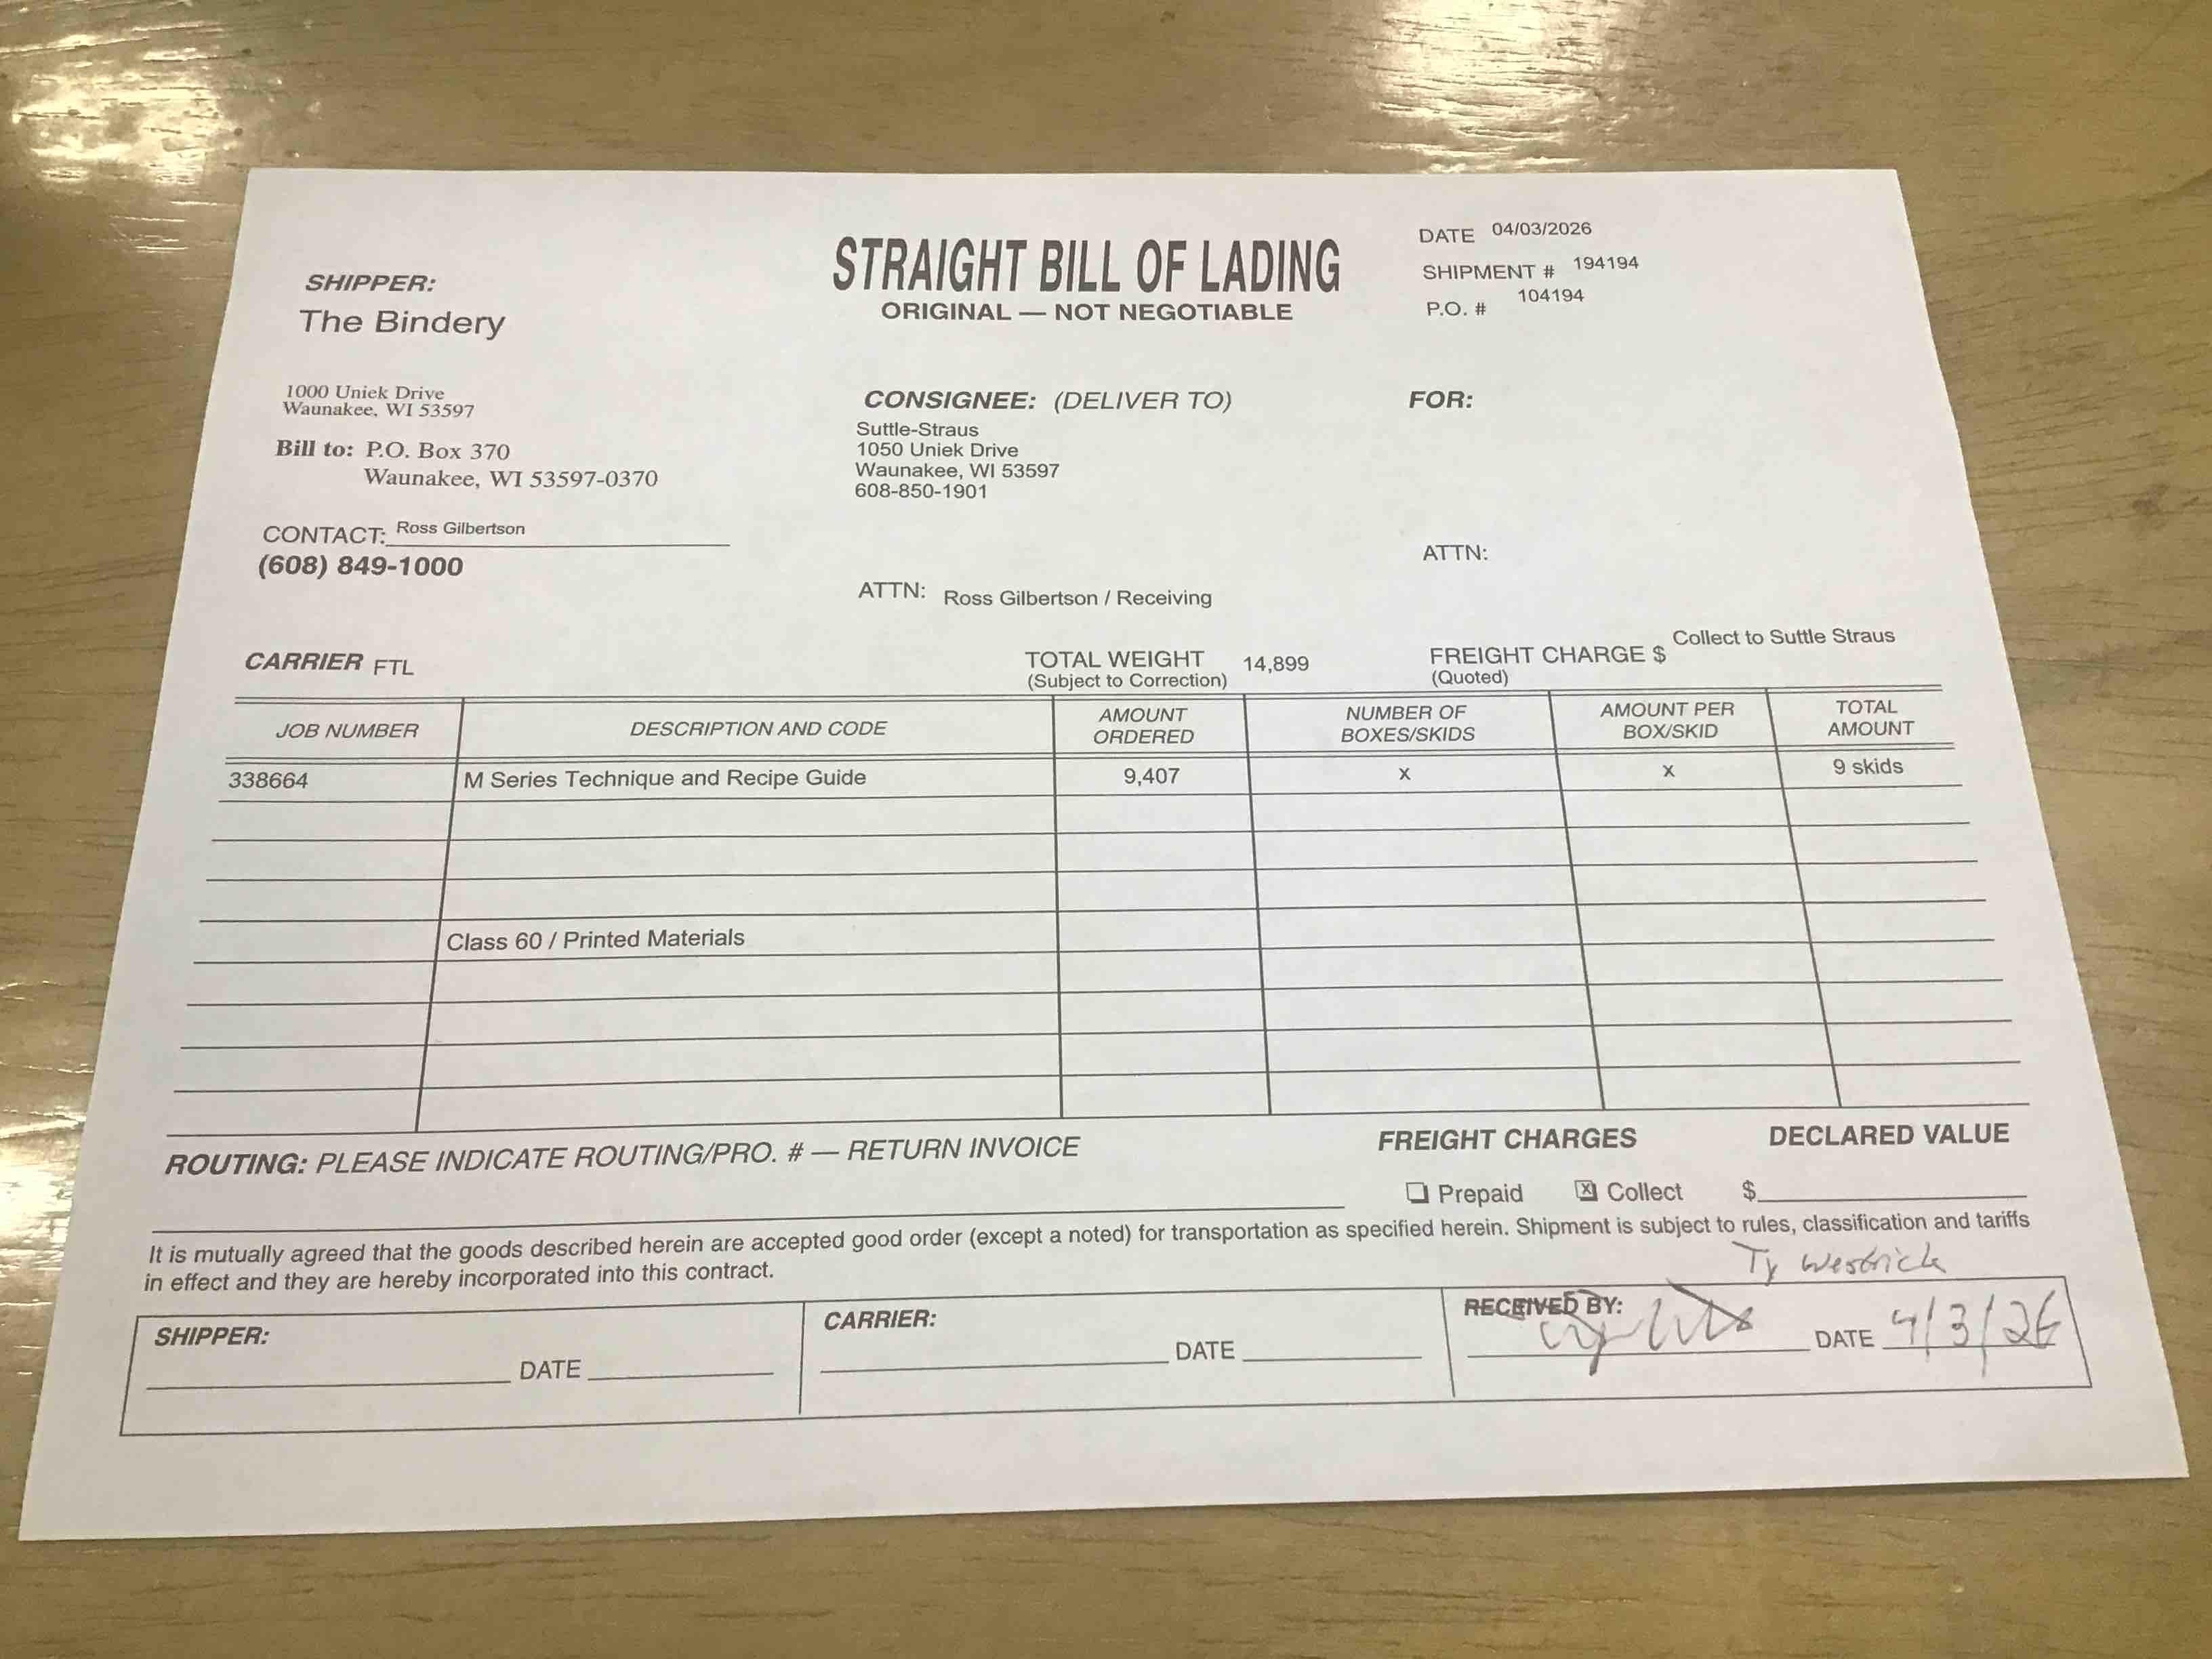 STRAIGHT BILL OF LADING
ORIGINAL — NOT NEGOTIABLE
DATE 04/03/2026
SHIPMENT # 194194
P.O. # 104194
SHIPPER:
The Bindery
1000 Uniek Drive
Waunakee, WI 53597
Bill to: P.O. Box 370
Waunakee, WI 53597-0370
CONTACT: Ross Gilbertson
(608) 849-1000
CONSIGNEE: (DELIVER TO)
Suttle-Straus
1050 Uniek Drive
Waunakee, WI 53597
608-850-1901
ATTN: Ross Gilbertson / Receiving
FOR:
ATTN:
CARRIER FTL
TOTAL WEIGHT 14,899
(Subject to Correction)
FREIGHT CHARGE $ Collect to Suttle Straus
(Quoted)
JOB NUMBER DESCRIPTION AND CODE AMOUNT ORDERED NUMBER OF BOXES/SKIDS AMOUNT PER BOX/SKID TOTAL AMOUNT
338664 M Series Technique and Recipe Guide 9,407 x x 9 skids
Class 60 / Printed Materials
ROUTING: PLEASE INDICATE ROUTING/PRO. # — RETURN INVOICE
FREIGHT CHARGES DECLARED VALUE
Prepaid x Collect $
It is mutually agreed that the goods described herein are accepted good order (except a noted) for transportation as specified herein. Shipment is subject to rules, classification and tariffs
in effect and they are hereby incorporated into this contract.
Ty Westrick
SHIPPER: DATE
CARRIER: DATE
RECEIVED BY: DATE 4/3/26